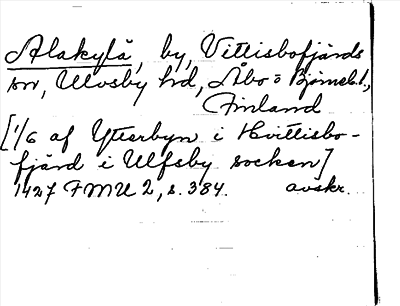 Alakylä, by, Vittisbofjärds
sn, Ulvsby hd, Åbo o Björneb. l.,
Finland
[1/6 af Ytterbyn i Hvittisbo-
fjärd i Ulfsby socken]
1427 FMU 2, s. 384. avskr.